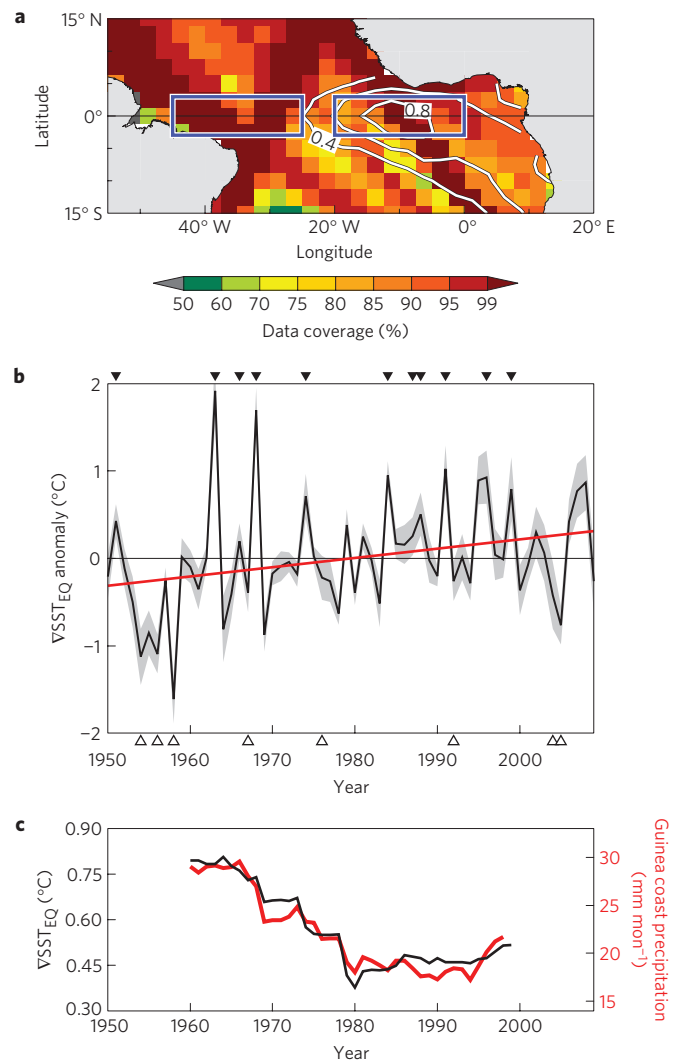 a
15° N
0°
15° S
Latitude
0.8
0.4
40° W
20° W
0°
20° E
Longitude
50 60 70 75 80 85 90 95 99
Data coverage (%)
b
2
1
0
−1
−2
∇SST_EQ anomaly (°C)
1950 1960 1970 1980 1990 2000
Year
c
0.90
0.75
0.60
0.45
0.30
∇SST_EQ (°C)
30
25
20
15
Guinea coast precipitation
(mm mon⁻¹)
1950 1960 1970 1980 1990 2000
Year